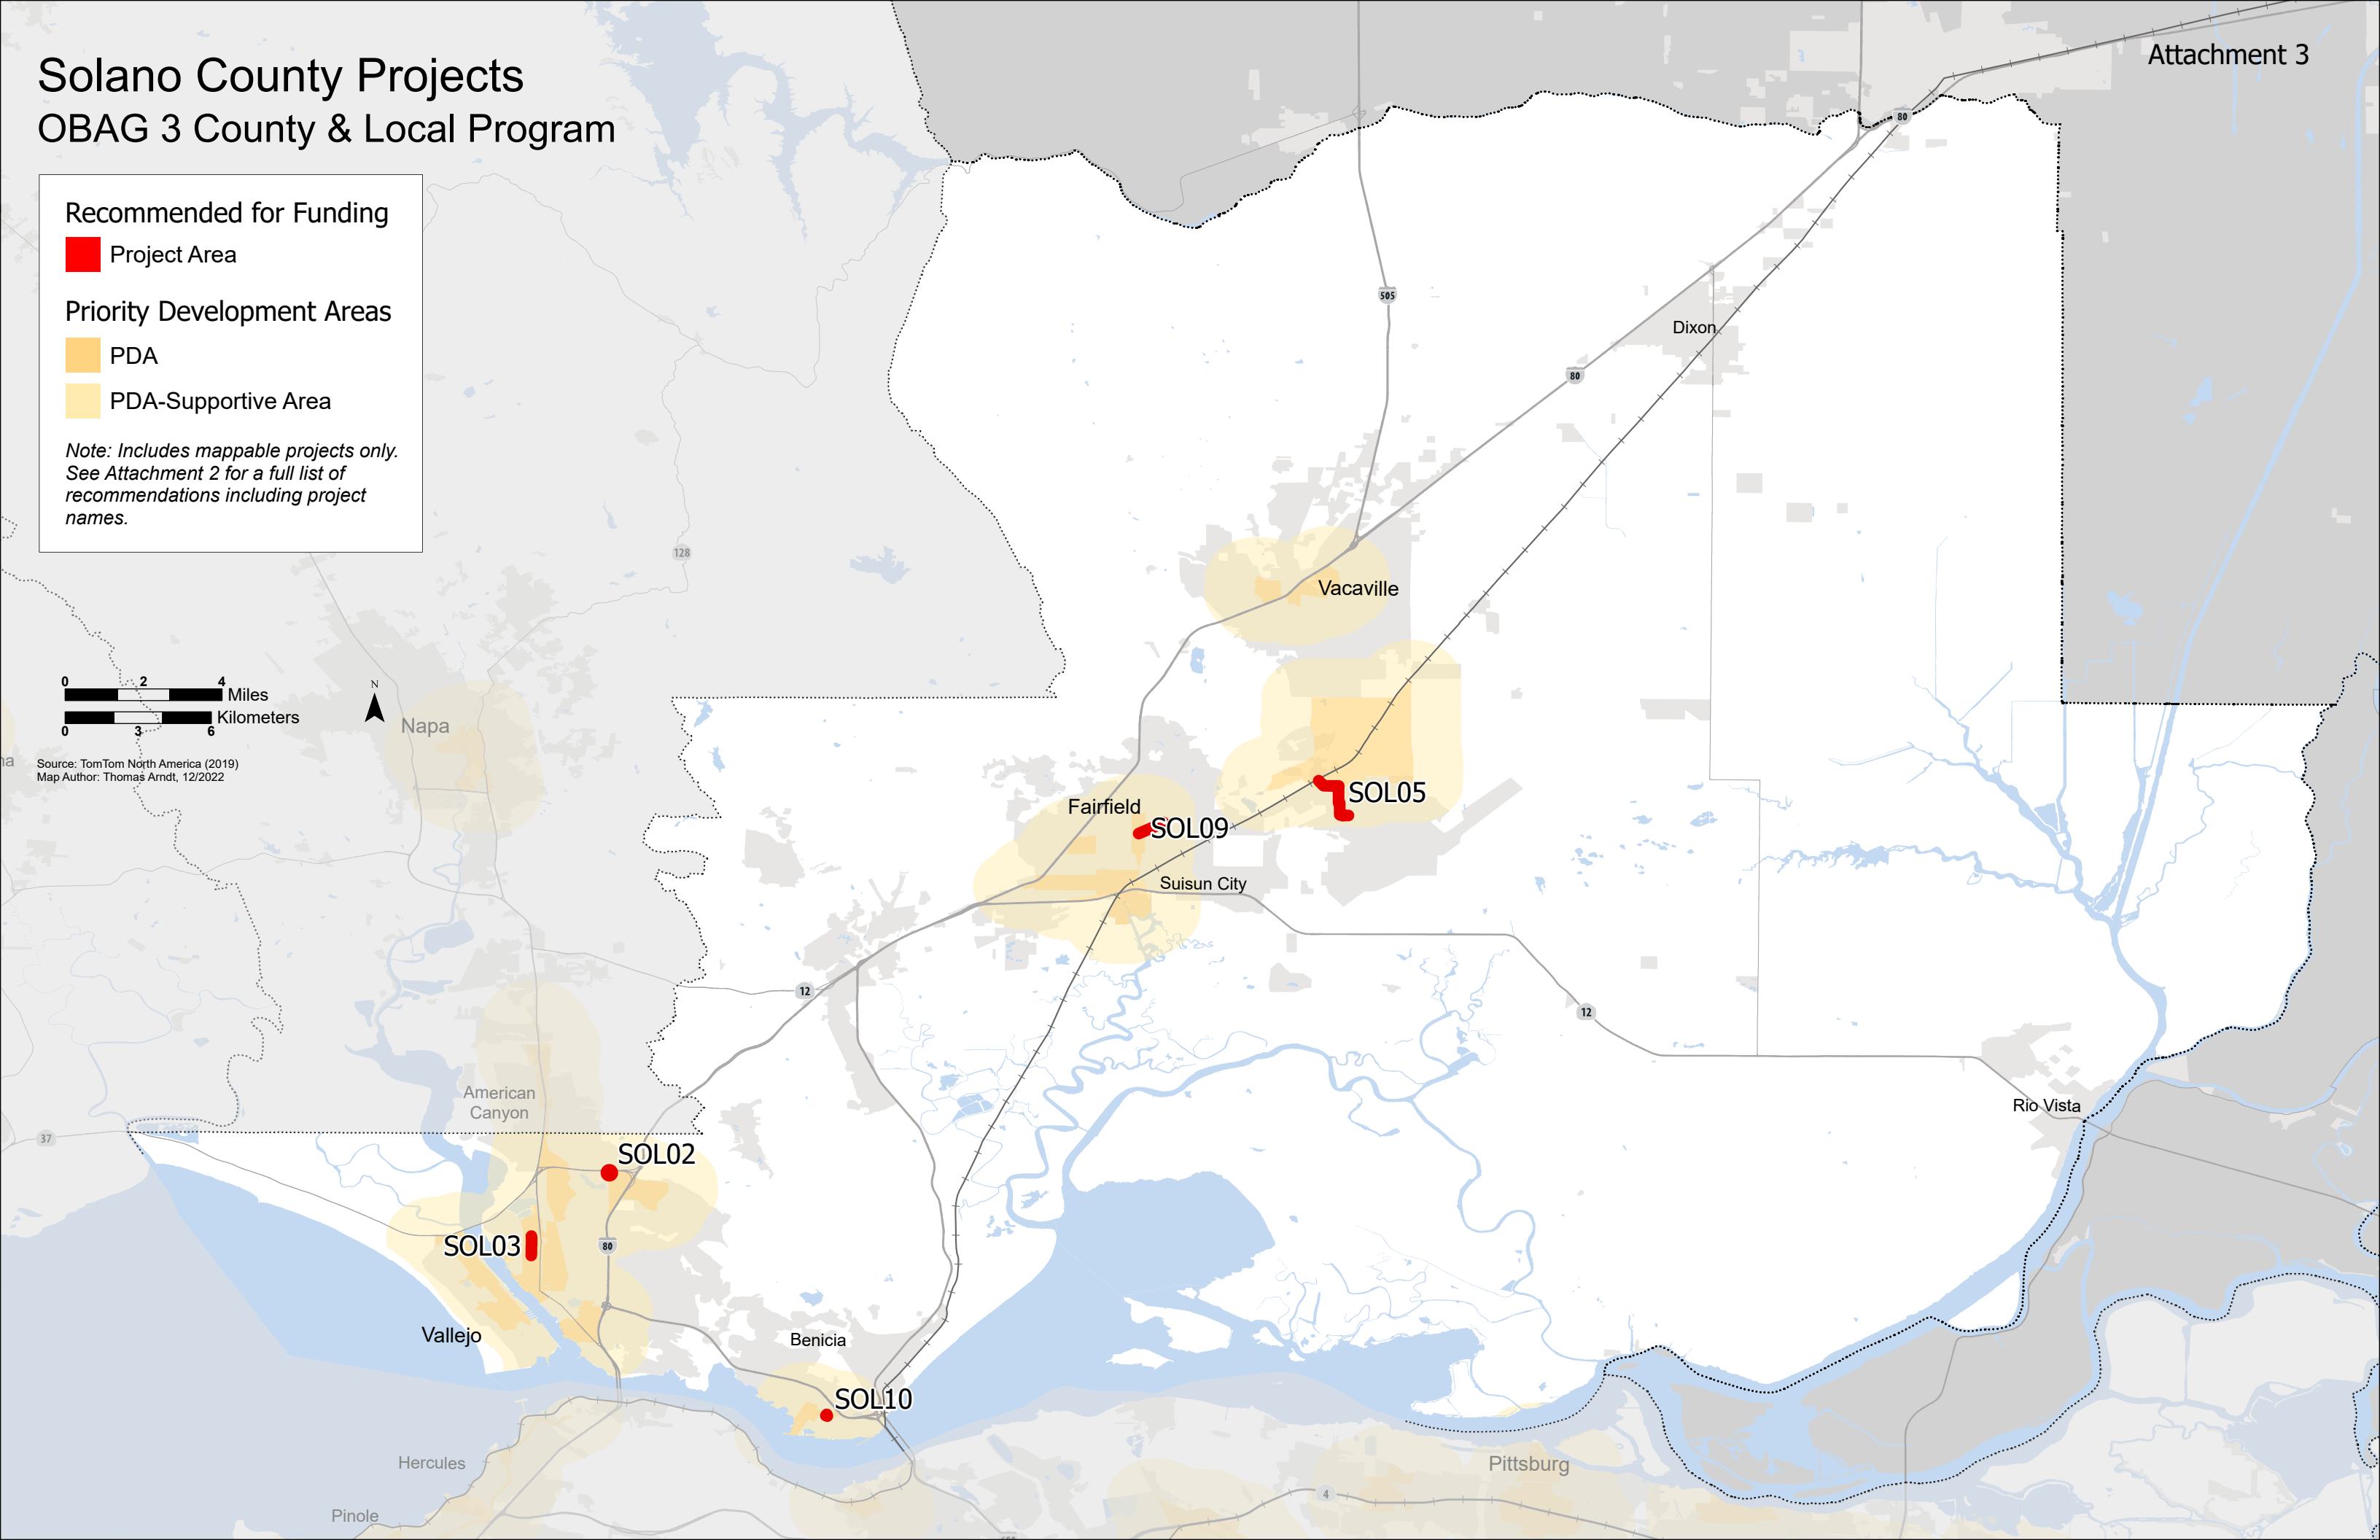 Solano County Projects
OBAG 3 County & Local Program
Attachment 3
Recommended for Funding
Project Area
Priority Development Areas
PDA
PDA-Supportive Area
Note: Includes mappable projects only.
See Attachment 2 for a full list of
recommendations including project
names.
0 2 4
Miles
Kilometers
0 3 6
N
Source: TomTom North America (2019)
Map Author: Thomas Arndt, 12/2022
80
505
Dixon
80
128
Vacaville
Napa
na
SOL05
Fairfield
SOL09
Suisun City
12
12
American
Canyon
Rio Vista
37
SOL02
SOL03
80
Vallejo
Benicia
SOL10
Hercules
Pittsburg
4
Pinole